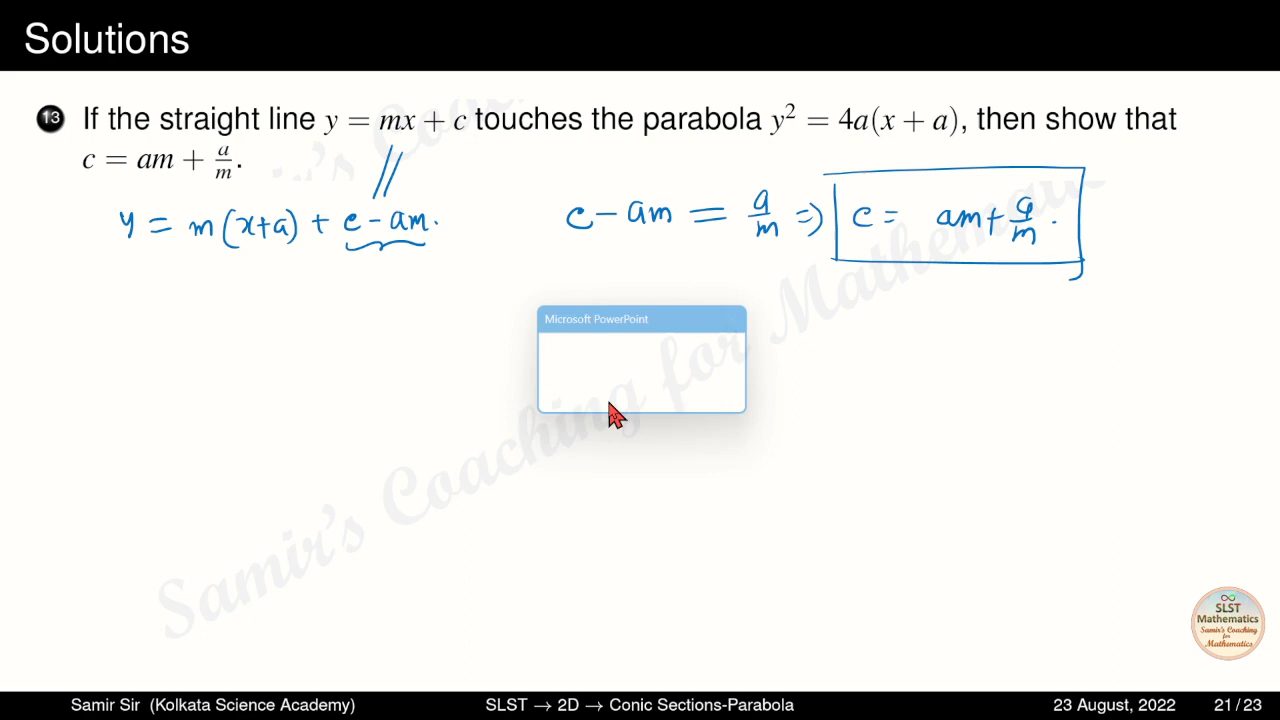 Solutions
13 If the straight line y = mx + c touches the parabola y² = 4a(x + a), then show that
c = am + a/m.
y = m(x+a) + c - am.
c - am = a/m ⇒ c = am + a/m.
Microsoft PowerPoint
Samir's Coaching for Mathematics
SLST
Mathematics
Samir's Coaching
for
Mathematics
Samir Sir (Kolkata Science Academy)
SLST → 2D → Conic Sections-Parabola
23 August, 2022
21 / 23